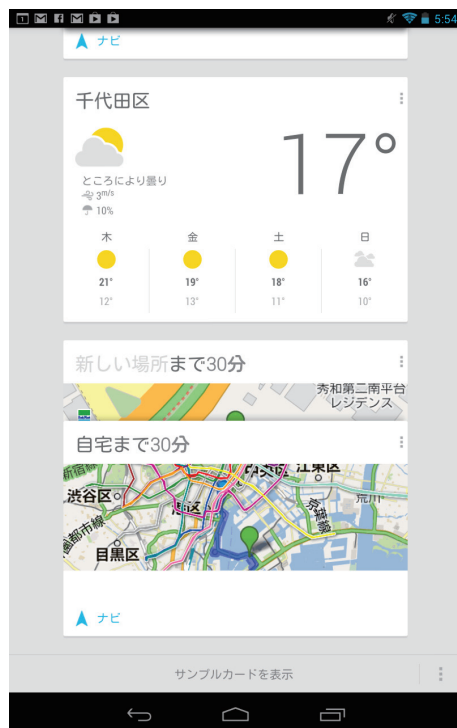 5:54
ナビ
千代田区
17°
ところにより曇り
3m/s
10%
木 金 土 日
21° 19° 18° 16°
12° 13° 11° 10°
新しい場所まで30分
秀和第二南平台
レジデンス
自宅まで30分
江東区
渋谷区
荒川
京葉線
目黒区
ナビ
サンプルカードを表示